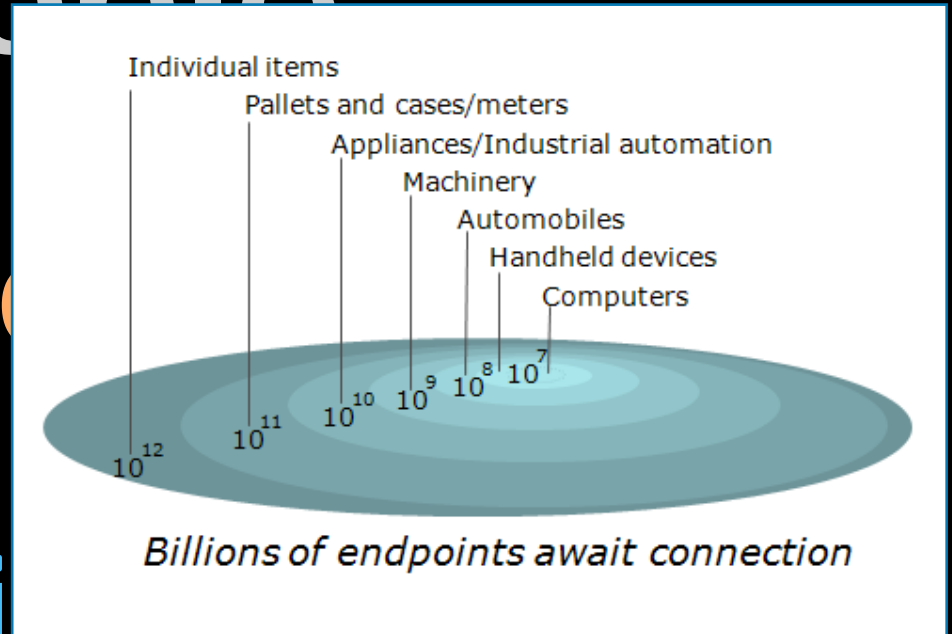 Individual items
Pallets and cases/meters
Appliances/Industrial automation
Machinery
Automobiles
Handheld devices
Computers
10^7
10^8
10^9
10^10
10^11
10^12
Billions of endpoints await connection